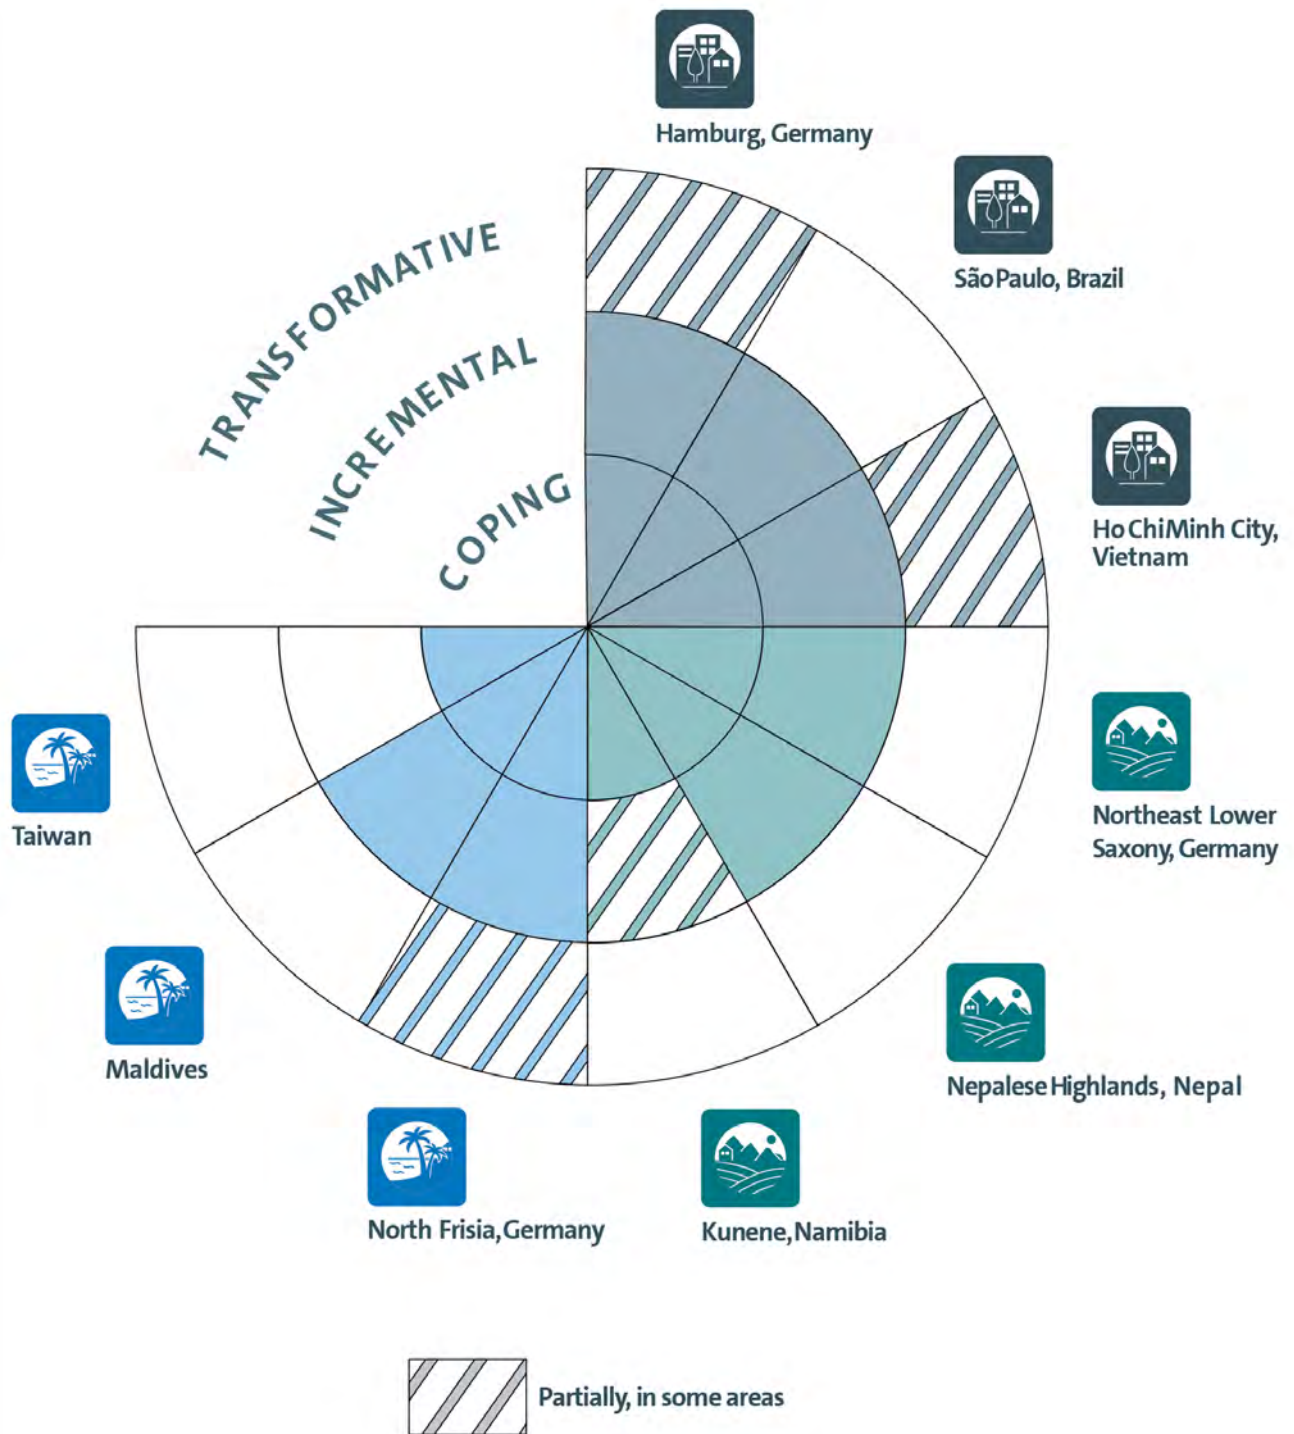 Hamburg, Germany
São Paulo, Brazil
TRANSFORMATIVE
INCREMENTAL
COPING
Ho Chi Minh City,
Vietnam
Northeast Lower
Saxony, Germany
Taiwan
Maldives
Nepalese Highlands, Nepal
North Frisia, Germany
Kunene, Namibia
Partially, in some areas